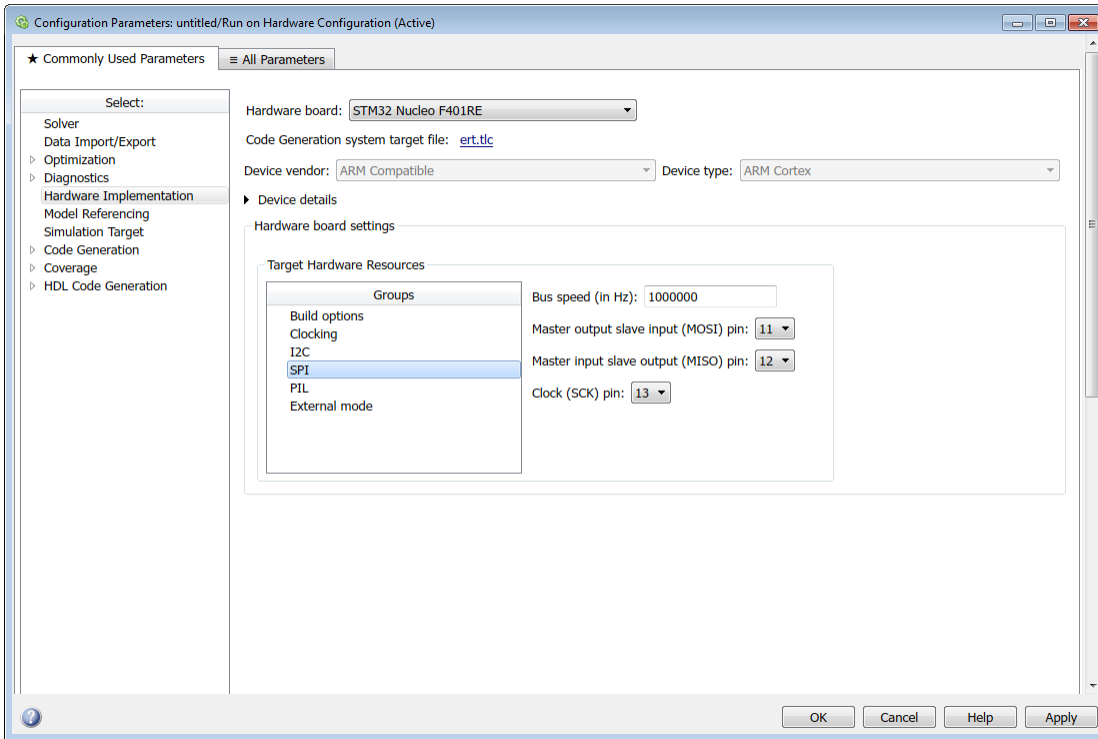 Configuration Parameters: untitled/Run on Hardware Configuration (Active)
★ Commonly Used Parameters
≡ All Parameters
Select:
Solver
Data Import/Export
Optimization
Diagnostics
Hardware Implementation
Model Referencing
Simulation Target
Code Generation
Coverage
HDL Code Generation
Hardware board: STM32 Nucleo F401RE
Code Generation system target file: ert.tlc
Device vendor: ARM Compatible Device type: ARM Cortex
Device details
Hardware board settings
Target Hardware Resources
Groups
Build options
Clocking
I2C
SPI
PIL
External mode
Bus speed (in Hz): 1000000
Master output slave input (MOSI) pin: 11
Master input slave output (MISO) pin: 12
Clock (SCK) pin: 13
OK Cancel Help Apply